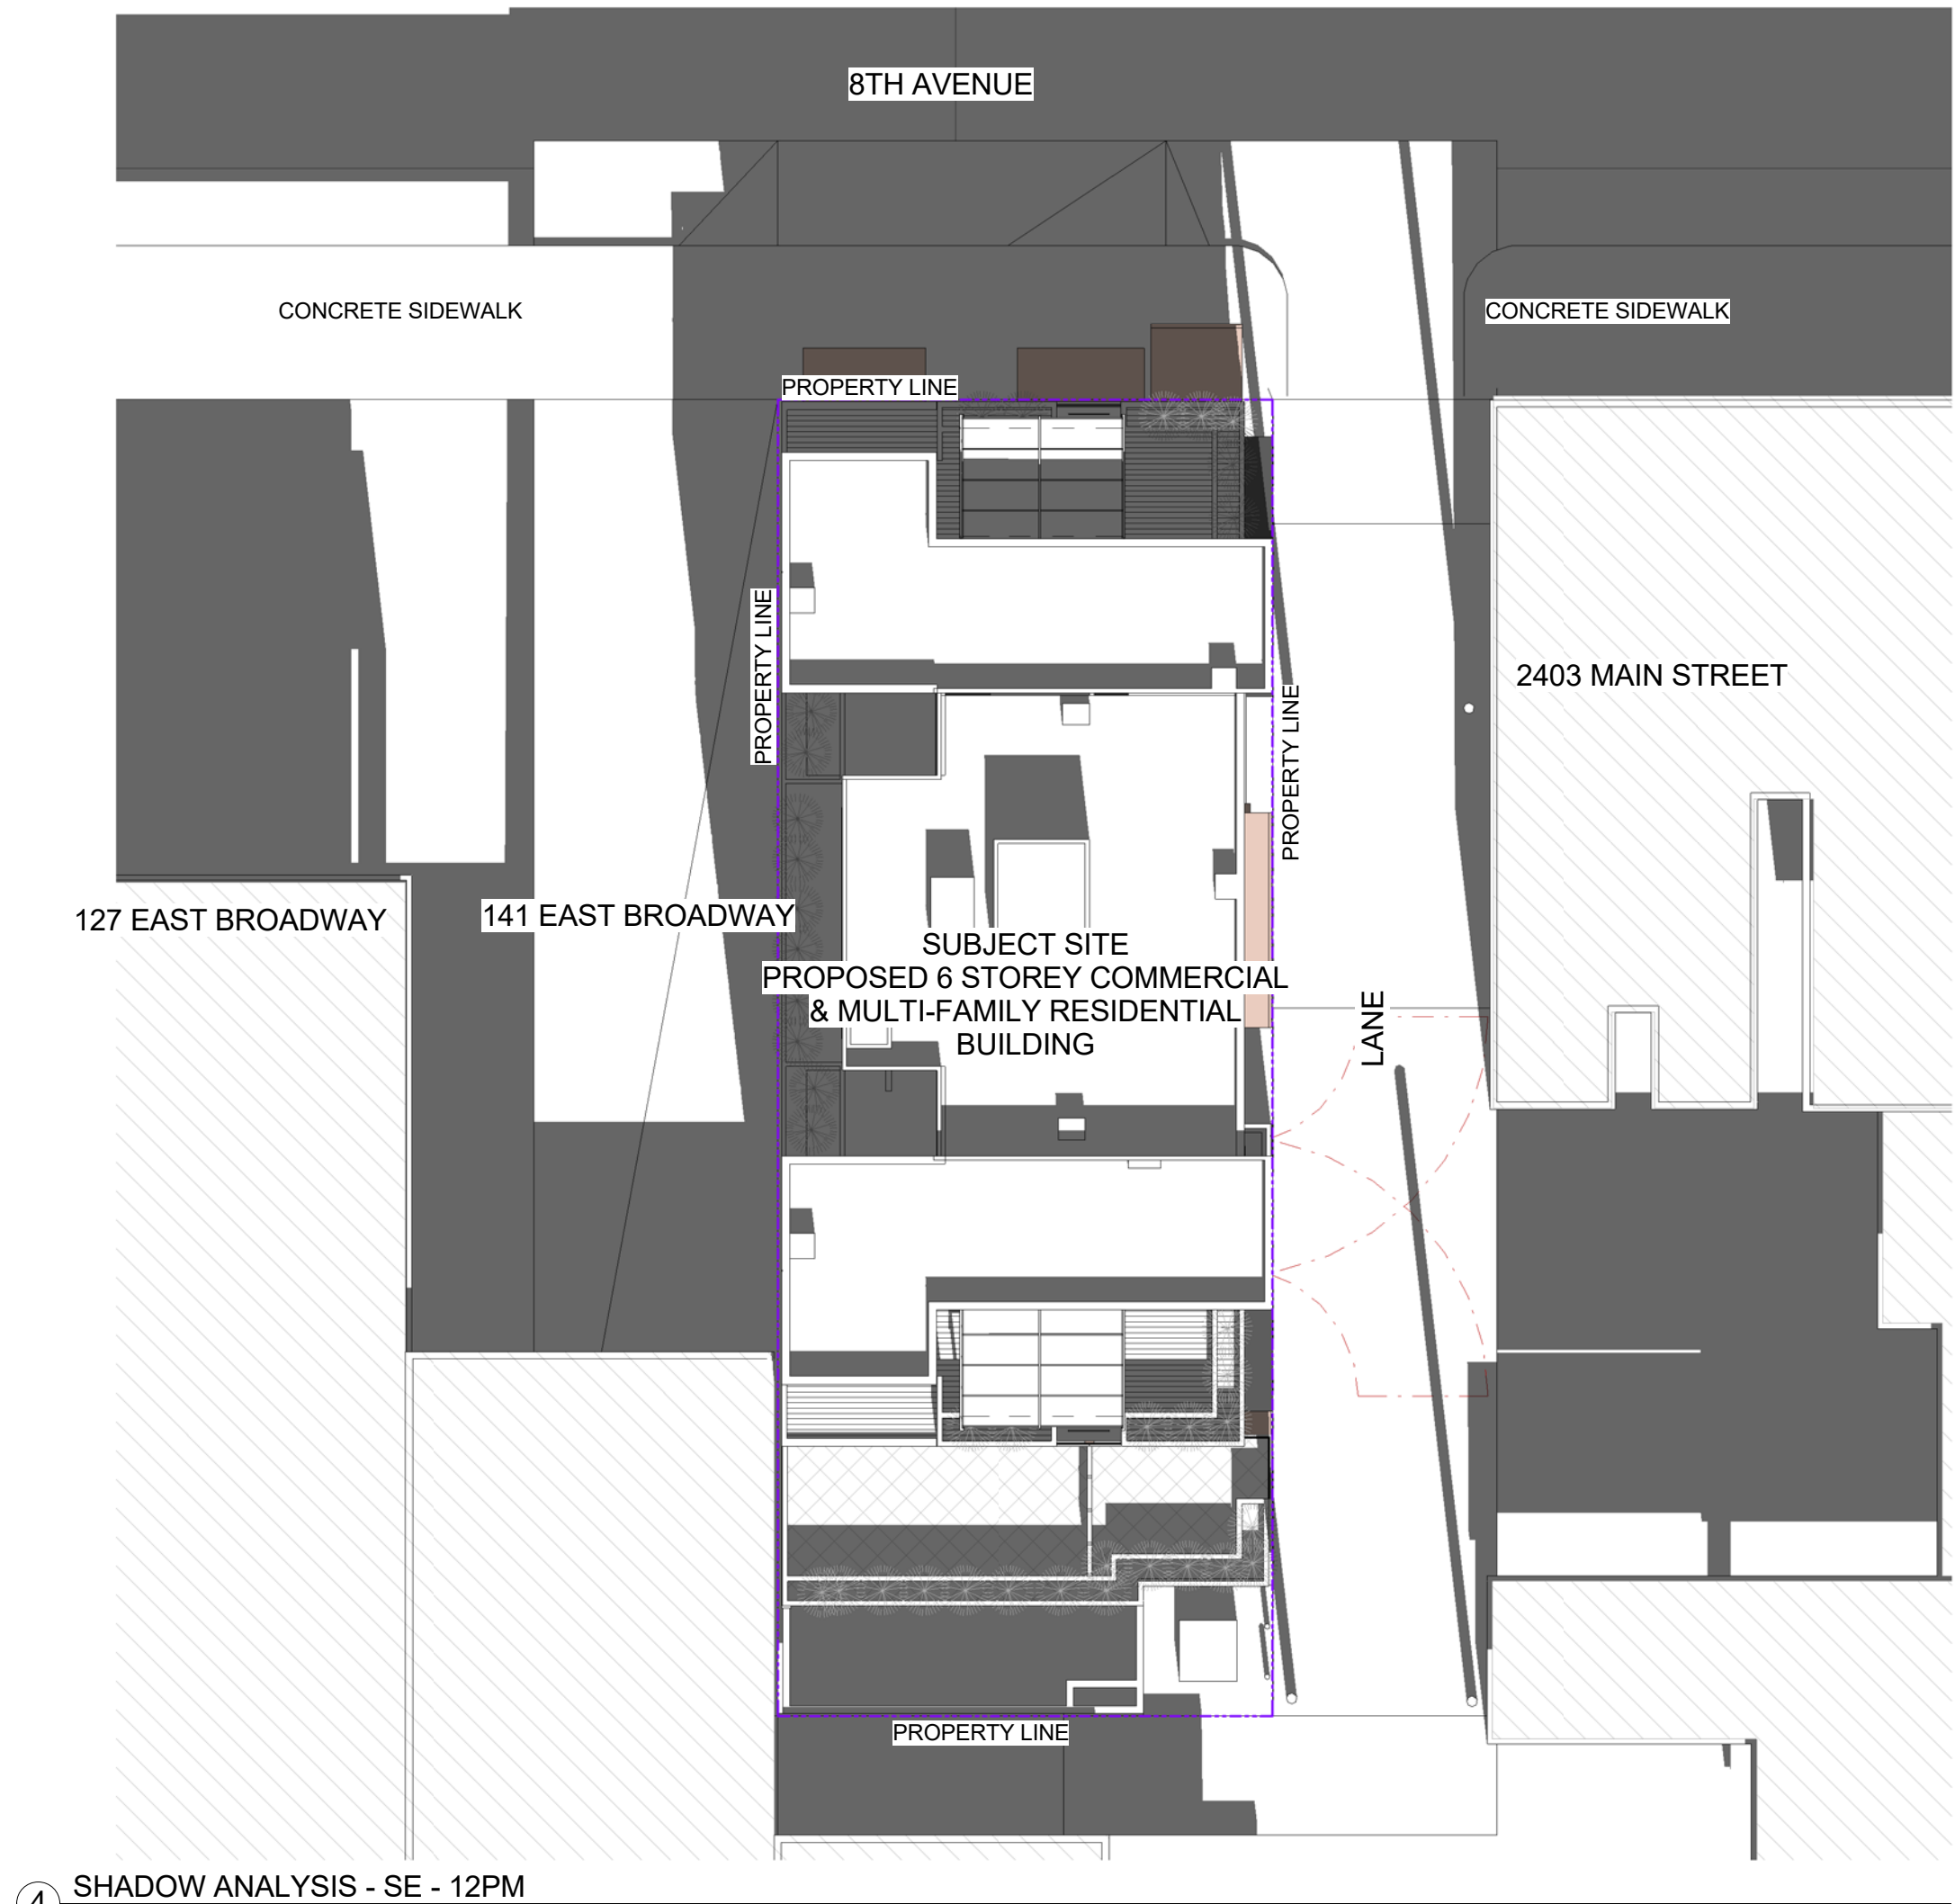 8TH AVENUE
CONCRETE SIDEWALK
CONCRETE SIDEWALK
PROPERTY LINE
PROPERTY LINE
PROPERTY LINE
2403 MAIN STREET
127 EAST BROADWAY
141 EAST BROADWAY
SUBJECT SITE
PROPOSED 6 STOREY COMMERCIAL
& MULTI-FAMILY RESIDENTIAL
BUILDING
LANE
PROPERTY LINE
4
SHADOW ANALYSIS - SE - 12PM